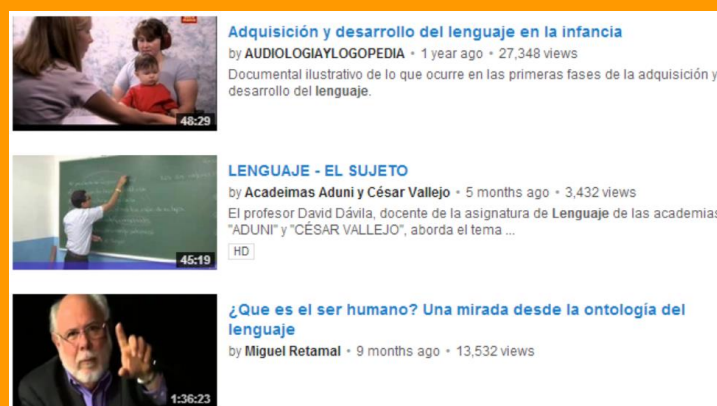 Adquisición y desarrollo del lenguaje en la infancia
by AUDIOLOGIAYLOGOPEDIA • 1 year ago • 27,348 views
Documental ilustrativo de lo que ocurre en las primeras fases de la adquisición y
desarrollo del lenguaje.
48:29
LENGUAJE - EL SUJETO
by Acadeimas Aduni y César Vallejo • 5 months ago • 3,432 views
El profesor David Dávila, docente de la asignatura de Lenguaje de las academias
"ADUNI" y "CÉSAR VALLEJO", aborda el tema ...
HD
45:19
¿Que es el ser humano? Una mirada desde la ontología del
lenguaje
by Miguel Retamal • 9 months ago • 13,532 views
1:36:23